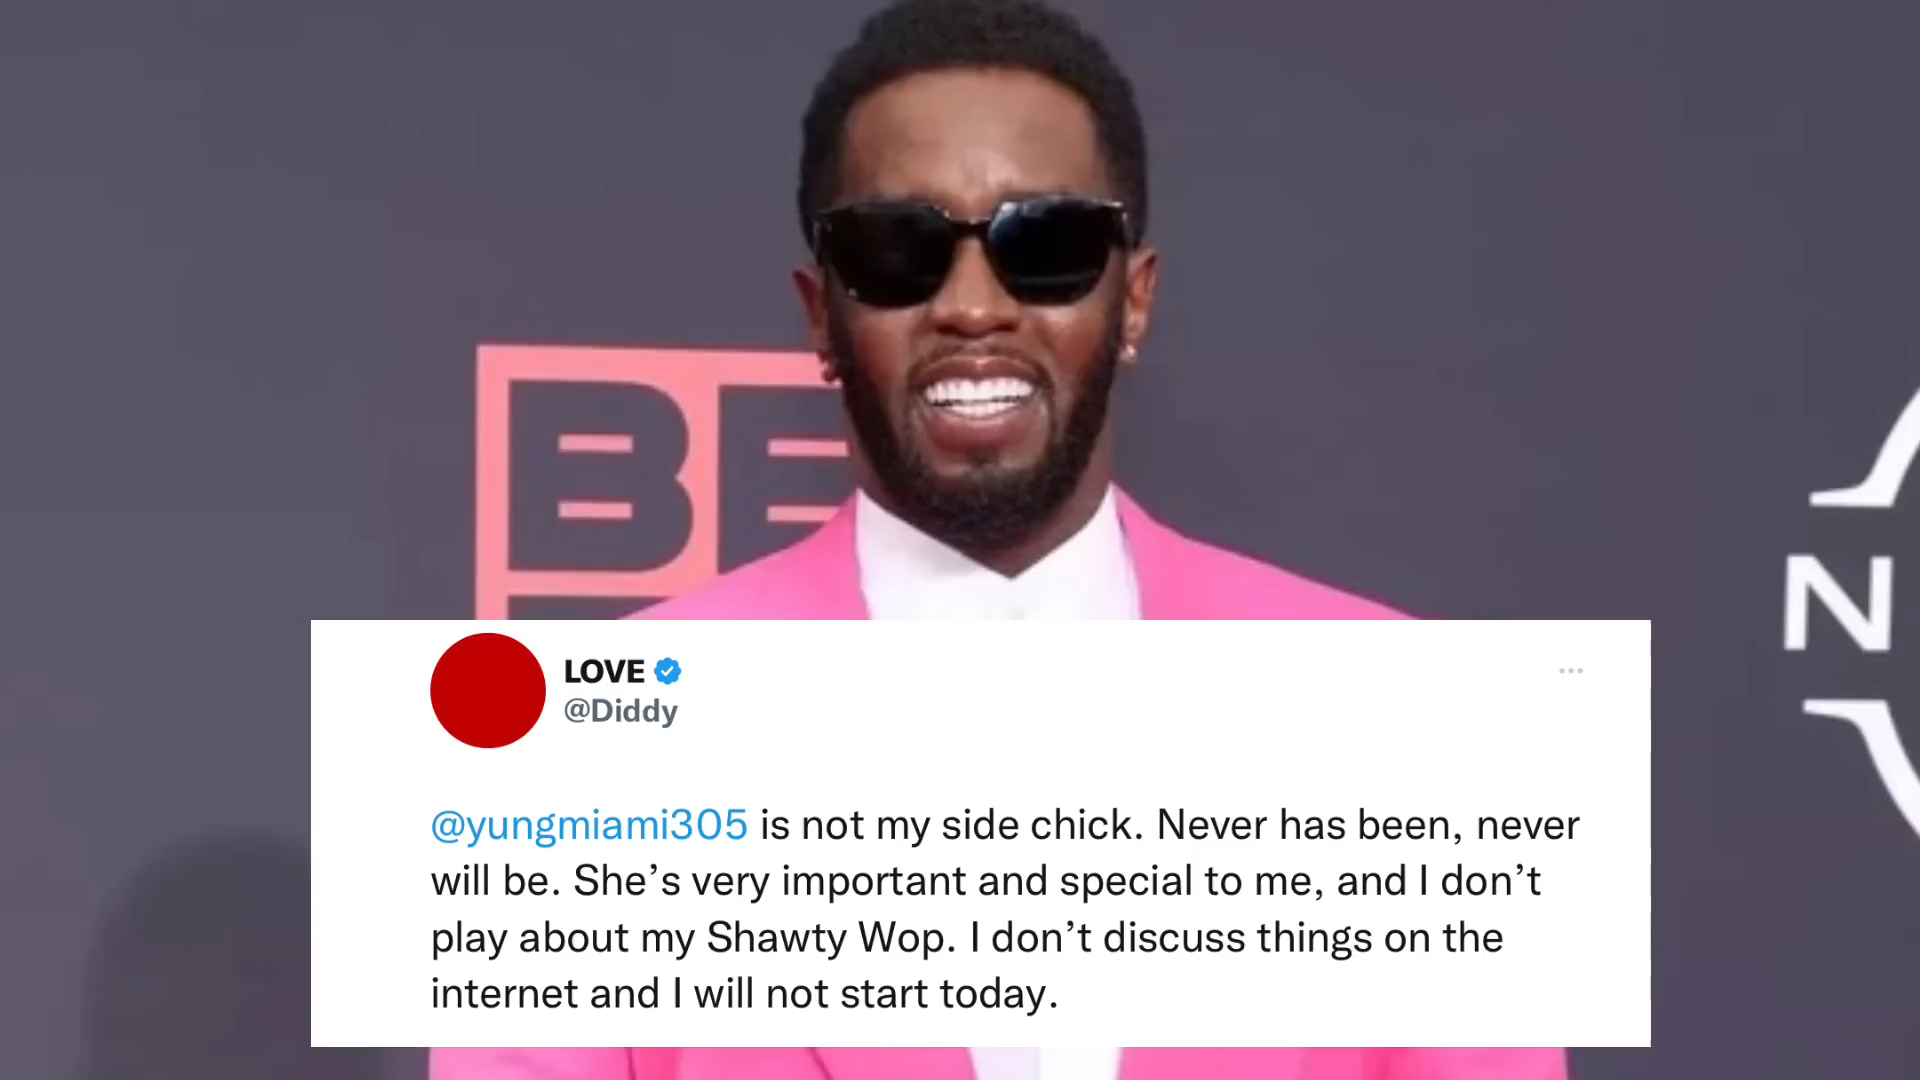 BE
N
LOVE
@Diddy
@yungmiami305 is not my side chick. Never has been, never
will be. She’s very important and special to me, and I don’t
play about my Shawty Wop. I don’t discuss things on the
internet and I will not start today.